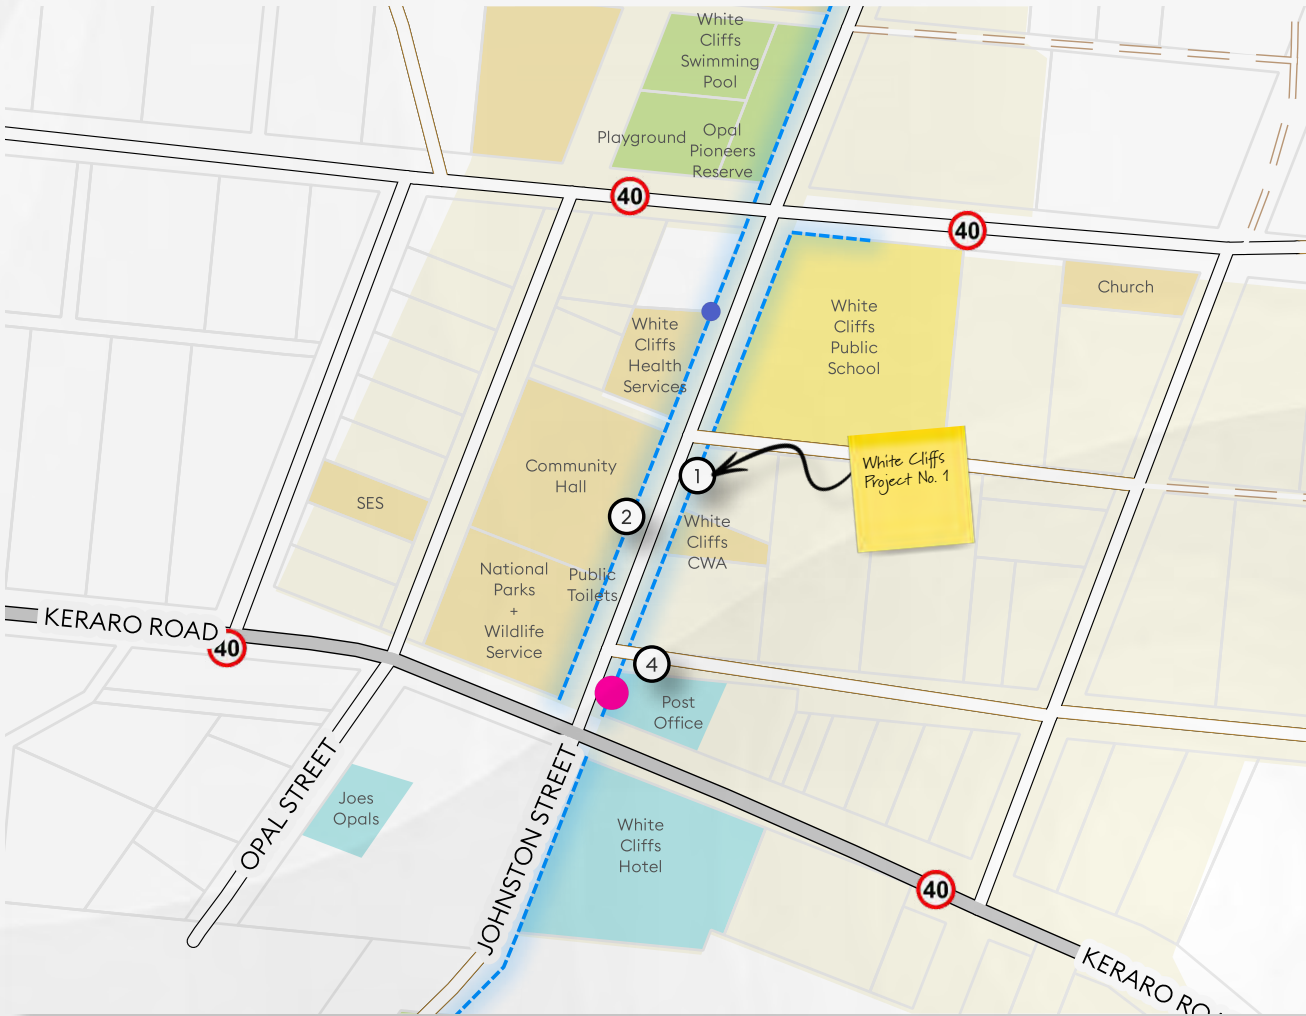 White
Cliffs
Swimming
Pool
Playground
Opal
Pioneers
Reserve
40
40
White
Cliffs
Public
School
Church
White
Cliffs
Health
Services
Community
Hall
SES
1
White Cliffs
Project No. 1
2
White
Cliffs
CWA
National
Parks
+
Wildlife
Service
Public
Toilets
KERARO ROAD
40
4
Post
Office
OPAL STREET
Joes
Opals
JOHNSTON STREET
White
Cliffs
Hotel
40
KERARO RO